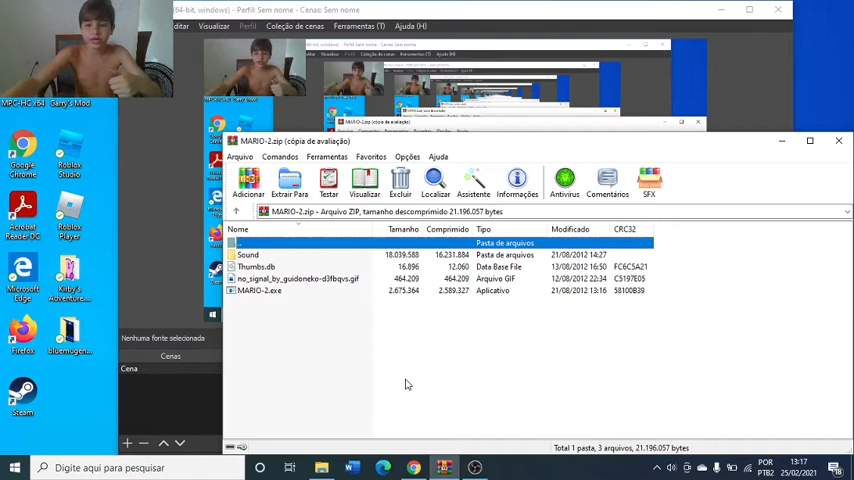 (64-bit, windows) - Perfil: Sem nome - Cenas: Sem nome
ditar Visualizar Perfil Coleção de cenas Ferramentas (T) Ajuda (H)
MPC-HC x64 Garry's Mod
Google Chrome
Roblox Studio
Acrobat Reader DC
Roblox Player
Microsoft Edge
Kirby's Adventure...
Firefox
bluemugen...
Steam
MARIO-2.zip (cópia de avaliação)
Arquivo Comandos Ferramentas Favoritos Opções Ajuda
Adicionar Extrair Para Testar Visualizar Excluir Localizar Assistente Informações Antivírus Comentários SFX
MARIO-2.zip - Arquivo ZIP, tamanho descomprimido 21.196.057 bytes
Nome Tamanho Comprimido Tipo Modificado CRC32
.. Pasta de arquivos
Sound 18.039.588 16.231.884 Pasta de arquivos 21/08/2012 14:27
Thumbs.db 16.896 12.060 Data Base File 13/08/2012 16:50 FC6C5A21
no_signal_by_guidoneko-d3fbqvs.gif 464.209 464.209 Arquivo GIF 12/08/2012 22:34 C5197E05
MARIO-2.exe 2.675.364 2.589.327 Aplicativo 21/08/2012 13:16 58100B39
Nenhuma fonte selecionada
Cenas
Cena
Total 1 pasta, 3 arquivos, 21.196.057 bytes
Digite aqui para pesquisar
POR
PTB2
13:17
25/02/2021
18